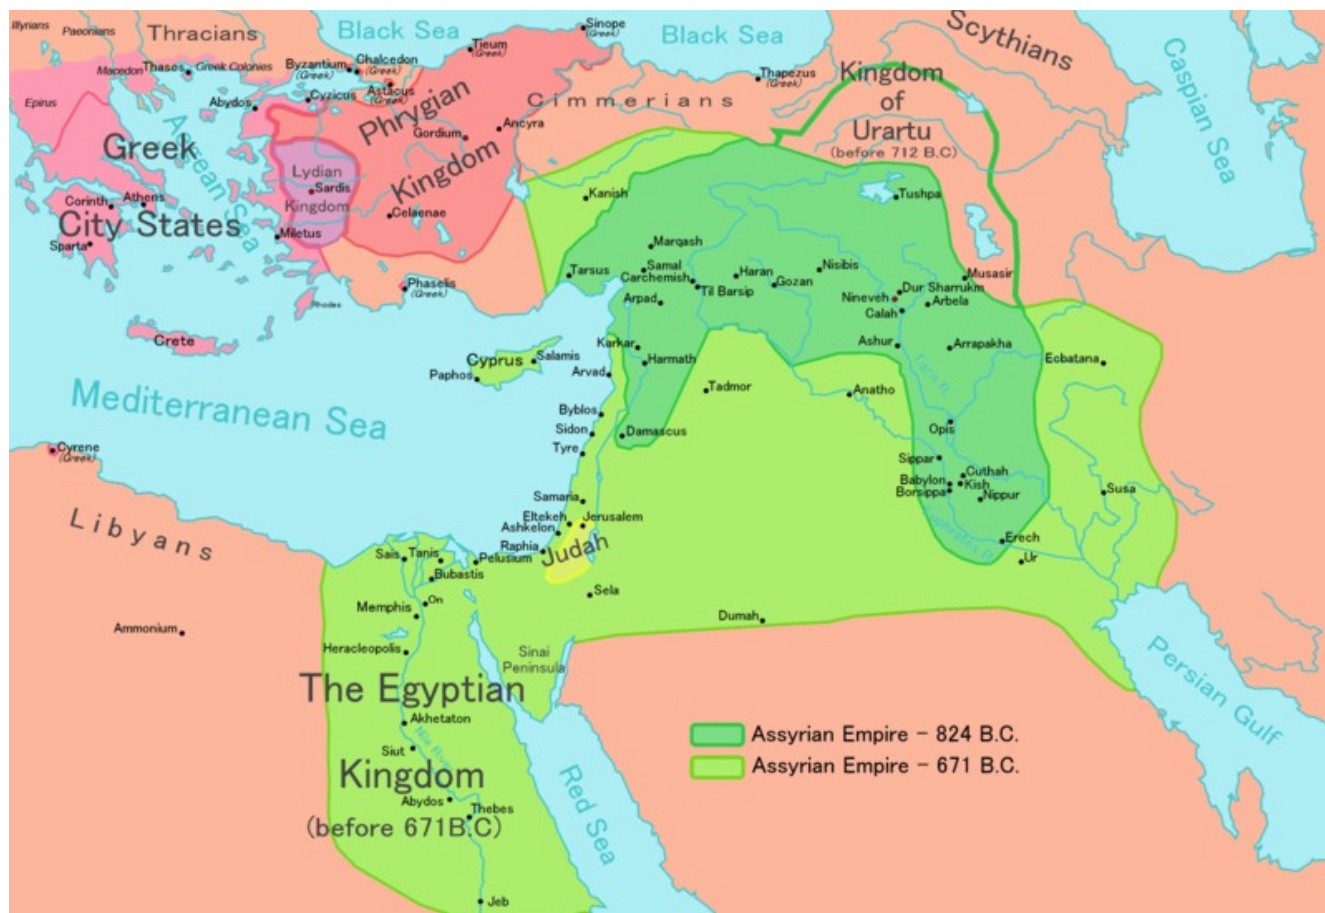 Illyrians
Paeonians
Thracians
Black Sea
Sinope
(Greek)
Tieum
(Greek)
Black Sea
Scythians
Caspian Sea
Macedon
Thasos
Greek Colonies
Byzantium
(Greek)
Chalcedon
(Greek)
Astacus
(Greek)
Thapezus
(Greek)
Kingdom
of
Urartu
(before 712 B.C)
Epirus
Abydos
Cyzicus
Phrygian
Kingdom
Cimmerians
Gordium
Ancyra
Greek
City States
Aegean Sea
Lydian
Kingdom
Sardis
Kanish
Tushpa
Corinth
Athens
Celaenae
Sparta
Miletus
Marqash
Tarsus
Samal
Carchemish
Haran
Nisibis
Musasir
Phaselis
(Greek)
Til Barsip
Gozan
Dur Sharrukm
Rhodes
Arpad
Nineveh
Arbela
Calah
Crete
Karkar
Ashur
Arrapakha
Cyprus
Salamis
Harmath
Ecbatana
Paphos
Arvad
Tigris R.
Tadmor
Anatho
Mediterranean Sea
Byblos
Sidon
Damascus
Opis
Cyrene
(Greek)
Tyre
Sippar
Cuthah
Babylon
Kish
Borsippa
Nippur
Susa
Samaria
Eltekeh
Jerusalem
Ashkelon
Euphrates R.
Libyans
Raphia
Judah
Erech
Sais
Tanis
Pelusium
Ur
Bubastis
Sela
On
Memphis
Dumah
Ammonium
Heracleopolis
Sinai
Peninsula
Persian Gulf
The Egyptian
Kingdom
(before 671B.C)
Akhetaton
Nile River
Siut
Abydos
Thebes
Red Sea
Jeb
Assyrian Empire – 824 B.C.
Assyrian Empire – 671 B.C.